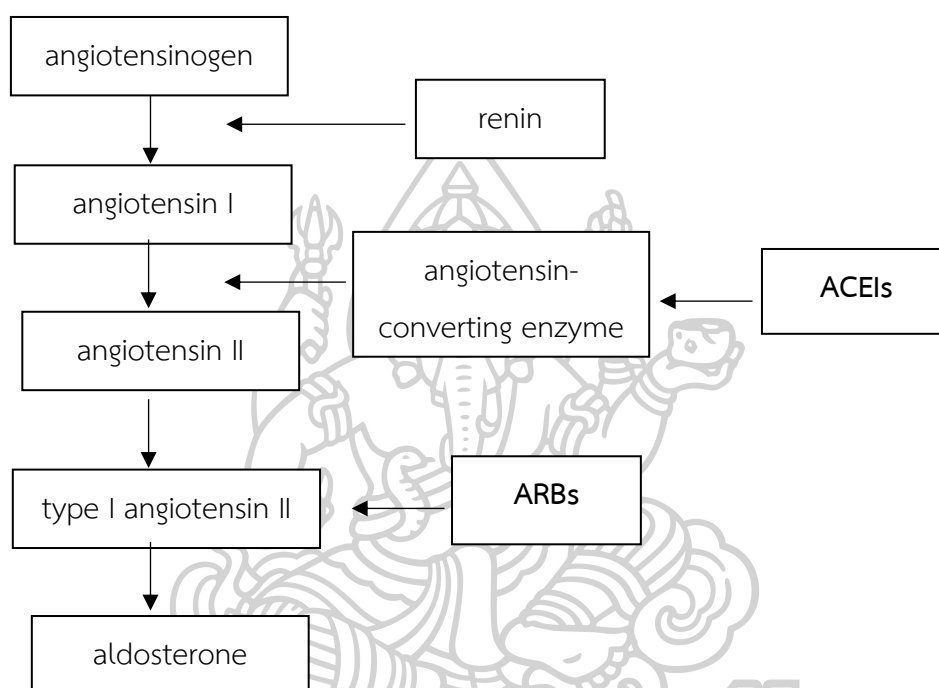 angiotensinogen
renin
angiotensin I
angiotensin-
converting enzyme
ACEIs
angiotensin II
type I angiotensin II
ARBs
aldosterone